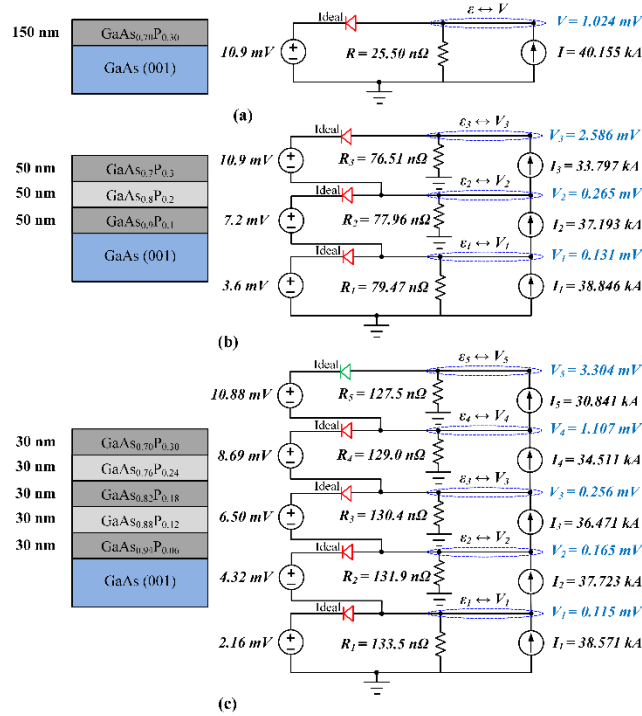 150 nm
GaAs0.70P0.30
GaAs (001)
Ideal
ε ↔ V
V = 1.024 mV
10.9 mV
R = 25.50 nΩ
I = 40.155 kA
(a)
50 nm
GaAs0.7P0.3
50 nm
GaAs0.8P0.2
50 nm
GaAs0.9P0.1
GaAs (001)
Ideal
ε3 ↔ V3
V3 = 2.586 mV
10.9 mV
R3 = 76.51 nΩ
I3 = 33.797 kA
Ideal
ε2 ↔ V2
V2 = 0.265 mV
7.2 mV
R2 = 77.96 nΩ
I2 = 37.193 kA
Ideal
ε1 ↔ V1
V1 = 0.131 mV
3.6 mV
R1 = 79.47 nΩ
I1 = 38.846 kA
(b)
30 nm
GaAs0.70P0.30
30 nm
GaAs0.76P0.24
30 nm
GaAs0.82P0.18
30 nm
GaAs0.88P0.12
30 nm
GaAs0.94P0.06
GaAs (001)
Ideal
ε5 ↔ V5
V5 = 3.304 mV
10.88 mV
R5 = 127.5 nΩ
I5 = 30.841 kA
Ideal
ε4 ↔ V4
V4 = 1.107 mV
8.69 mV
R4 = 129.0 nΩ
I4 = 34.511 kA
Ideal
ε3 ↔ V3
V3 = 0.256 mV
6.50 mV
R3 = 130.4 nΩ
I3 = 36.471 kA
Ideal
ε2 ↔ V2
V2 = 0.165 mV
4.32 mV
R2 = 131.9 nΩ
I2 = 37.723 kA
Ideal
ε1 ↔ V1
V1 = 0.115 mV
2.16 mV
R1 = 133.5 nΩ
I1 = 38.571 kA
(c)